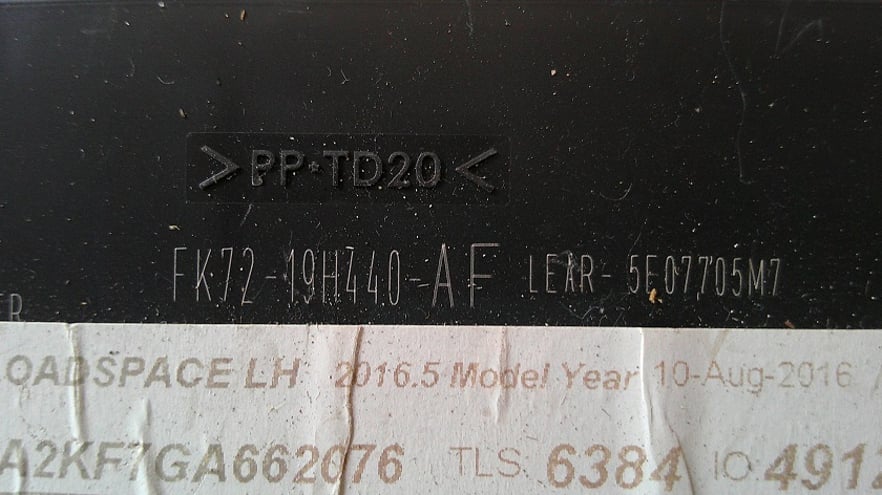 >PP-TD20<
FK72-19H440-AF LEAR- 5E07705M7
R
OADSPACE LH 2016.5 Model Year 10-Aug-2016
A2KF7GA662076 TLS 6384 IO 4912